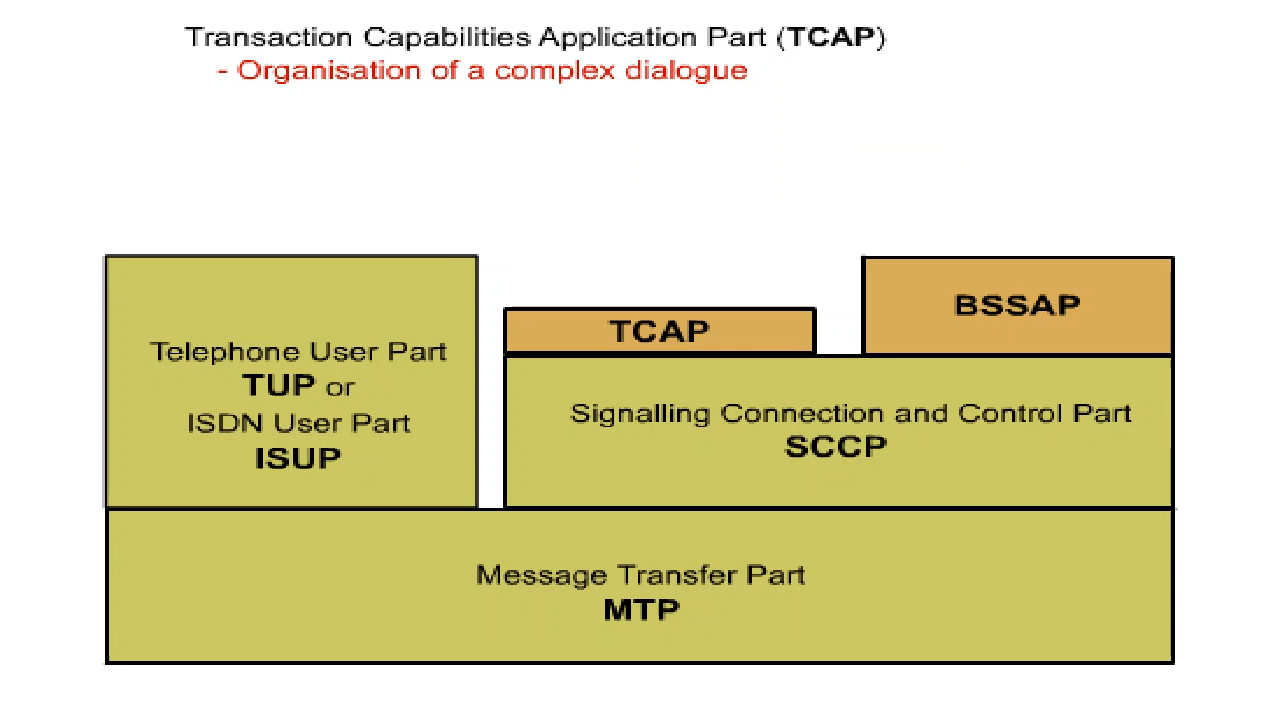 Transaction Capabilities Application Part (TCAP)
- Organisation of a complex dialogue
BSSAP
TCAP
Telephone User Part
TUP or
ISDN User Part
ISUP
Signalling Connection and Control Part
SCCP
Message Transfer Part
MTP